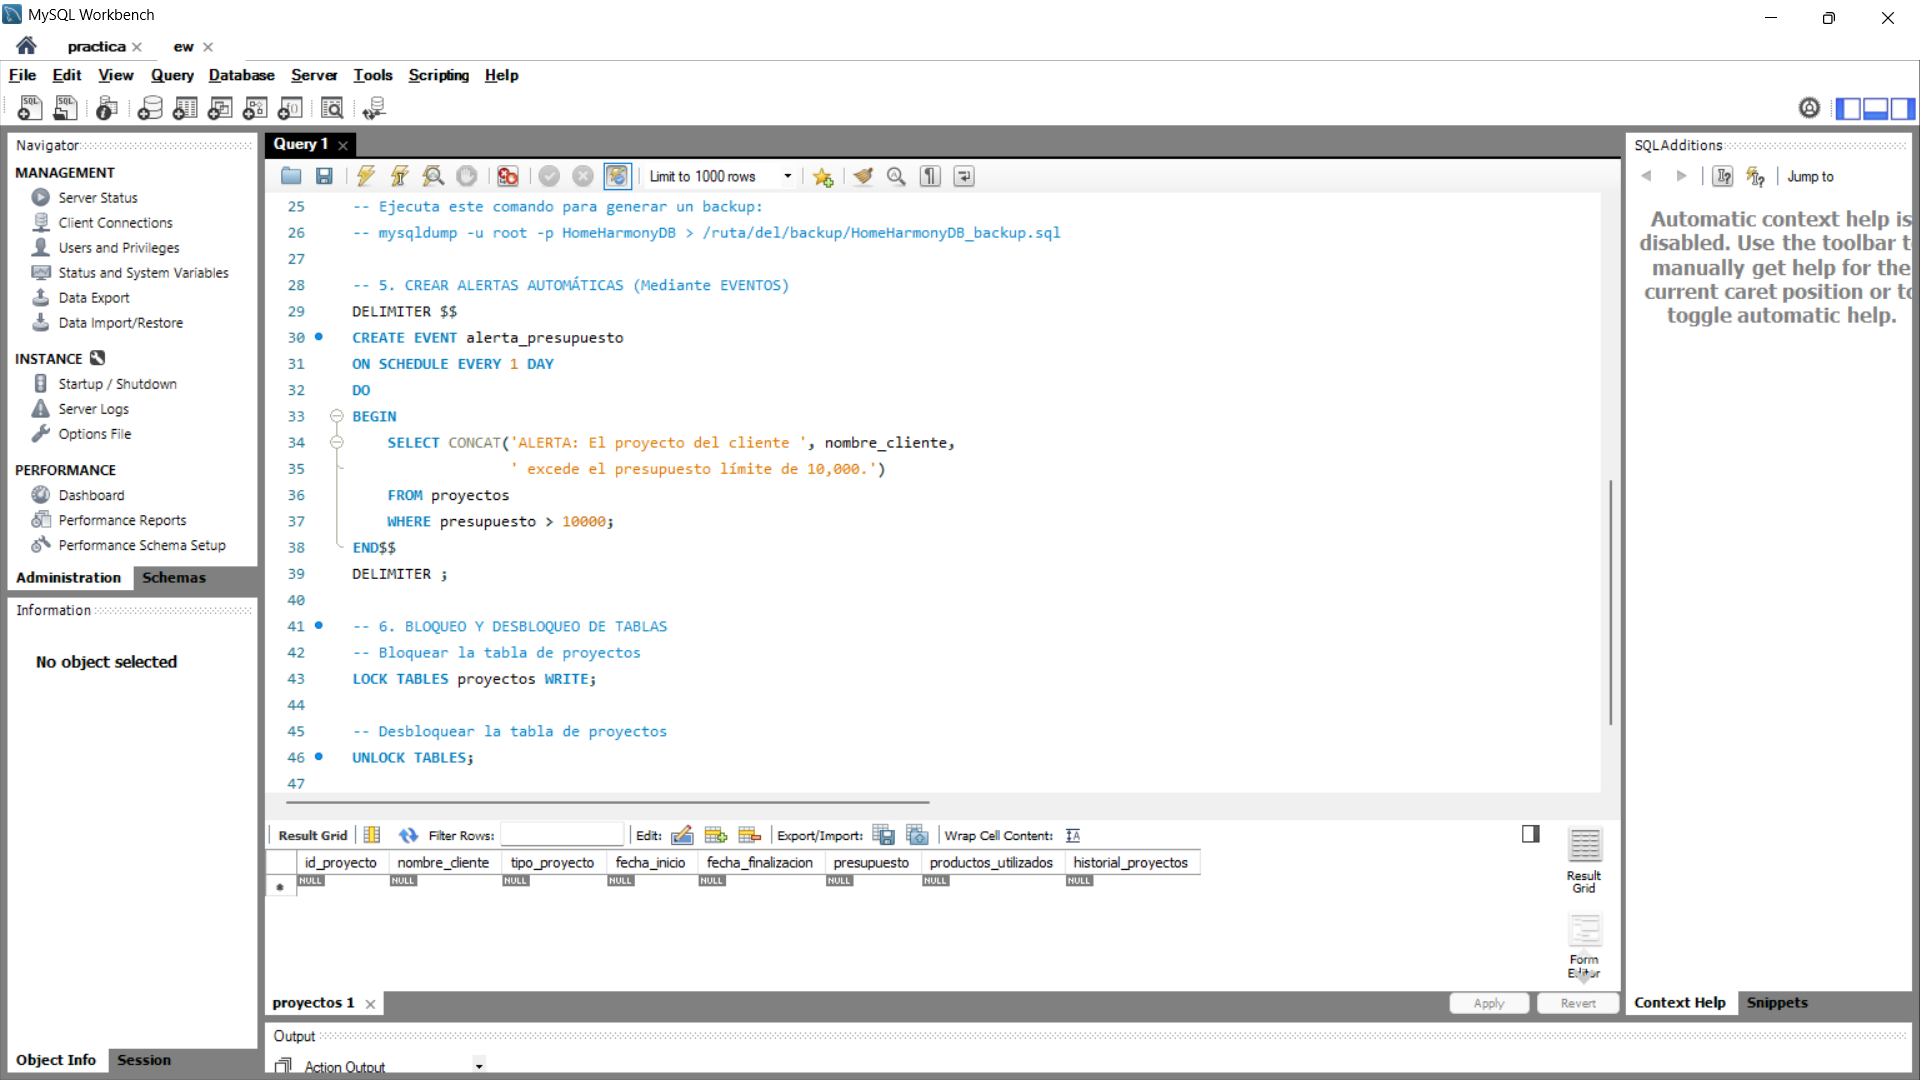 MySQL Workbench
practica
ew
File Edit View Query Database Server Tools Scripting Help
Navigator
MANAGEMENT
Server Status
Client Connections
Users and Privileges
Status and System Variables
Data Export
Data Import/Restore
INSTANCE
Startup / Shutdown
Server Logs
Options File
PERFORMANCE
Dashboard
Performance Reports
Performance Schema Setup
Administration Schemas
Information
No object selected
Object Info Session
Query 1
Limit to 1000 rows
25 -- Ejecuta este comando para generar un backup:
26 -- mysqldump -u root -p HomeHarmonyDB > /ruta/del/backup/HomeHarmonyDB_backup.sql
27
28 -- 5. CREAR ALERTAS AUTOMÁTICAS (Mediante EVENTOS)
29 DELIMITER $$
30 CREATE EVENT alerta_presupuesto
31 ON SCHEDULE EVERY 1 DAY
32 DO
33 BEGIN
34 SELECT CONCAT('ALERTA: El proyecto del cliente ', nombre_cliente,
35 ' excede el presupuesto límite de 10,000.')
36 FROM proyectos
37 WHERE presupuesto > 10000;
38 END$$
39 DELIMITER ;
40
41 -- 6. BLOQUEO Y DESBLOQUEO DE TABLAS
42 -- Bloquear la tabla de proyectos
43 LOCK TABLES proyectos WRITE;
44
45 -- Desbloquear la tabla de proyectos
46 UNLOCK TABLES;
47
Result Grid Filter Rows: Edit: Export/Import: Wrap Cell Content:
id_proyecto nombre_cliente tipo_proyecto fecha_inicio fecha_finalizacion presupuesto productos_utilizados historial_proyectos
NULL NULL NULL NULL NULL NULL NULL NULL
Result
Grid
Form
Editor
proyectos 1
Apply Revert
Output
Action Output
SQLAdditions
Jump to
Automatic context help is
disabled. Use the toolbar t
manually get help for the
current caret position or to
toggle automatic help.
Context Help Snippets